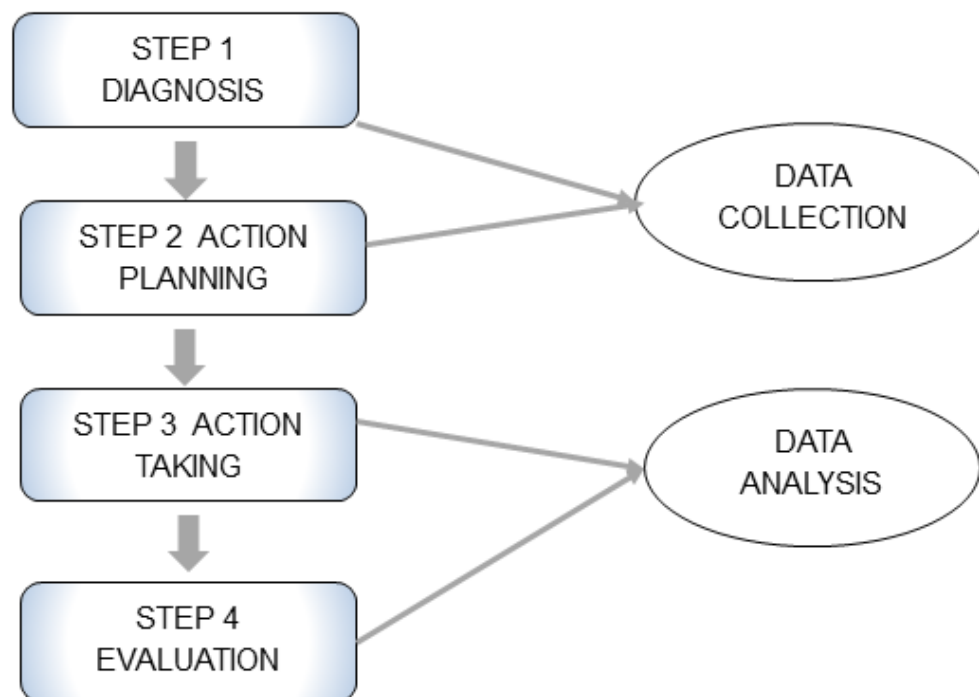 STEP 1
DIAGNOSIS
DATA
COLLECTION
STEP 2  ACTION
PLANNING
STEP 3  ACTION
TAKING
DATA
ANALYSIS
STEP 4
EVALUATION